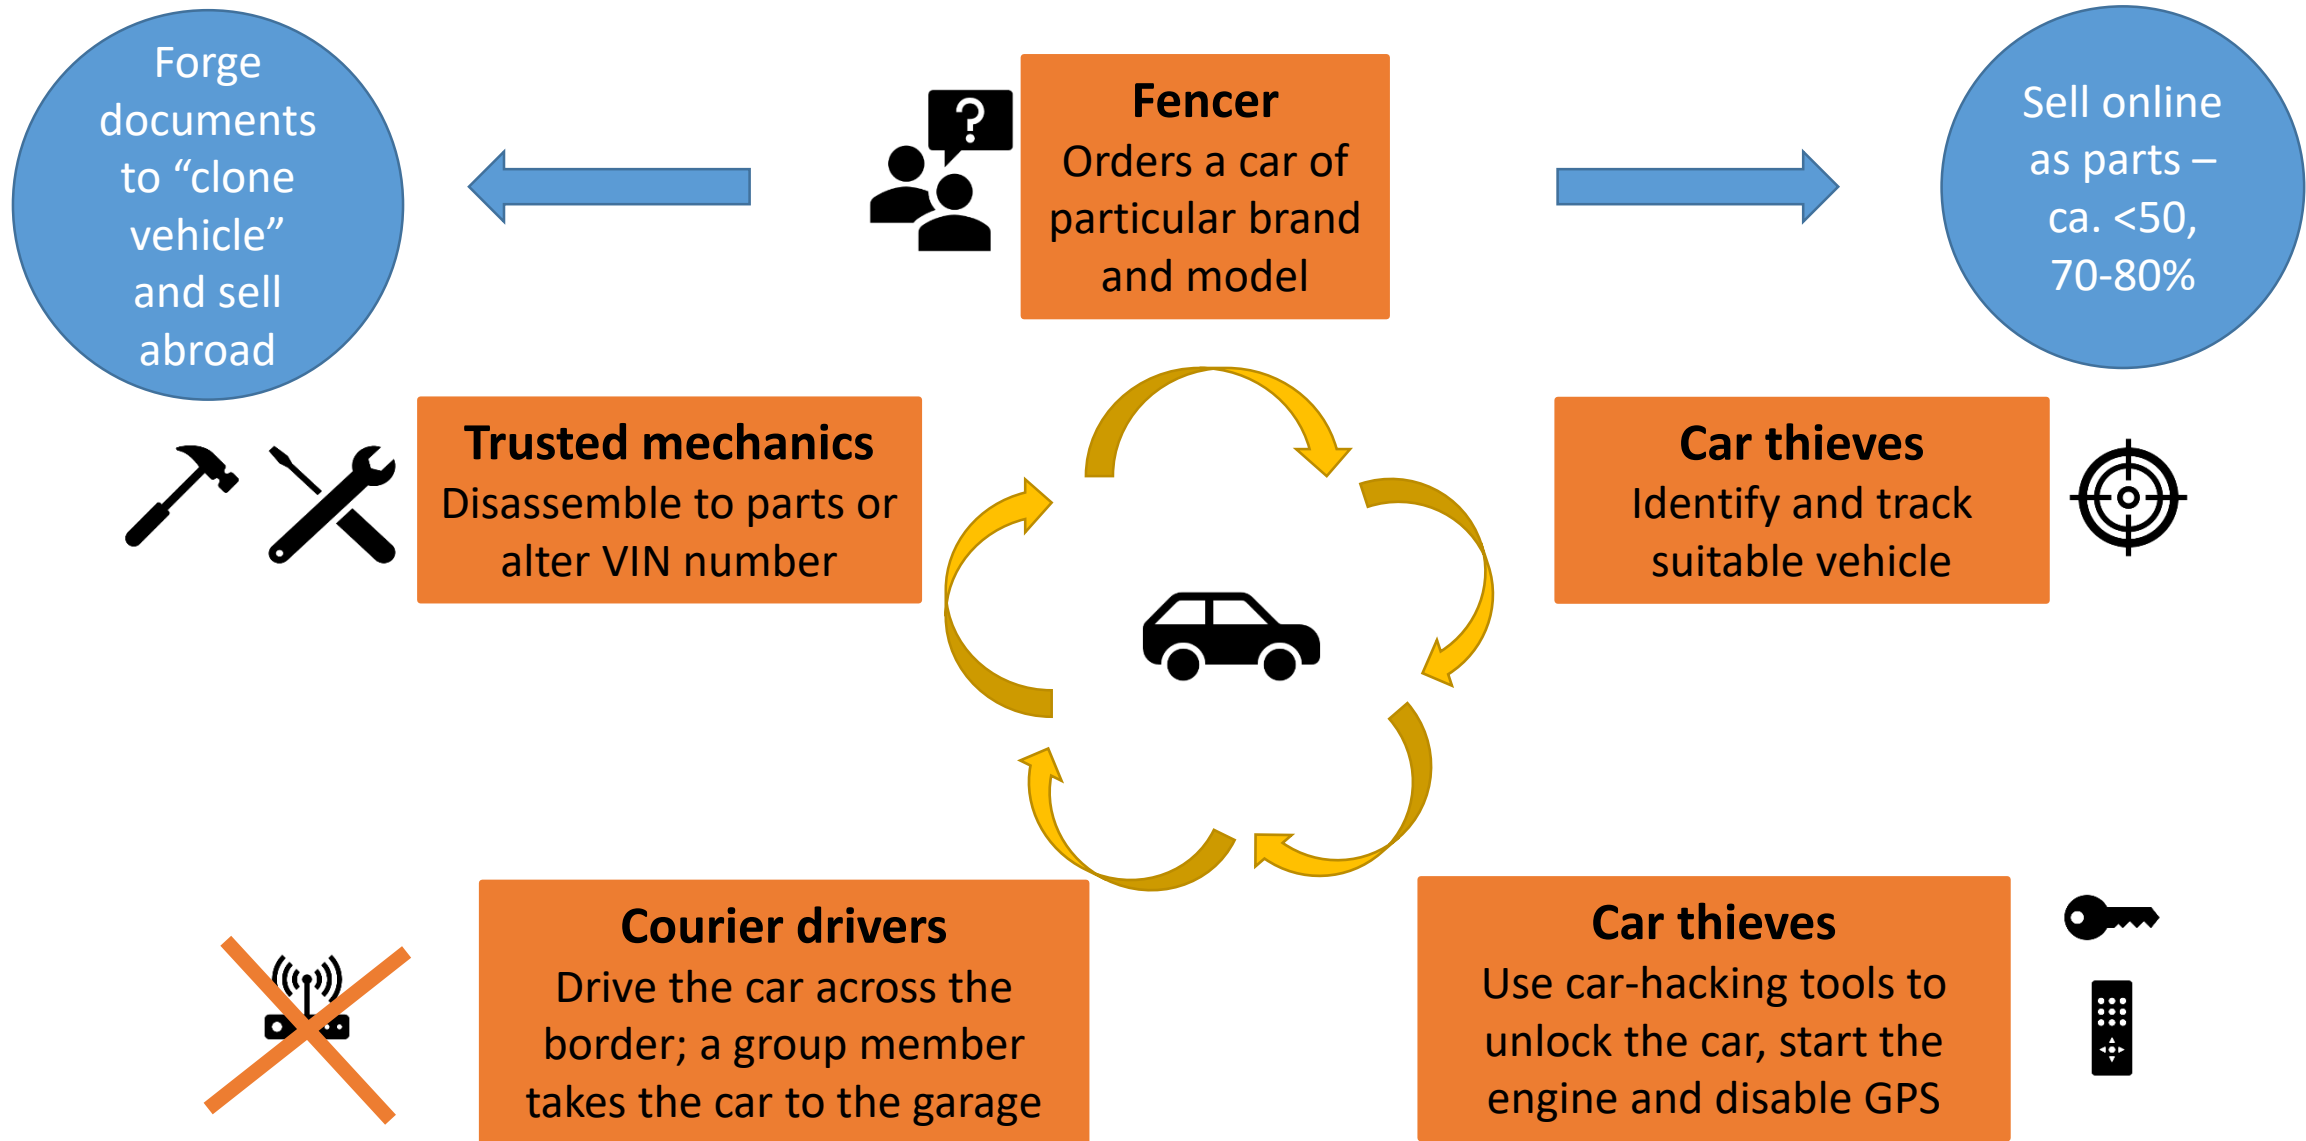 Forge
documents
to “clone
vehicle”
and sell
abroad
?
Fencer
Orders a car of
particular brand
and model
Sell online
as parts –
ca. <50,
70-80%
Trusted mechanics
Disassemble to parts or
alter VIN number
Car thieves
Identify and track
suitable vehicle
Courier drivers
Drive the car across the
border; a group member
takes the car to the garage
Car thieves
Use car-hacking tools to
unlock the car, start the
engine and disable GPS